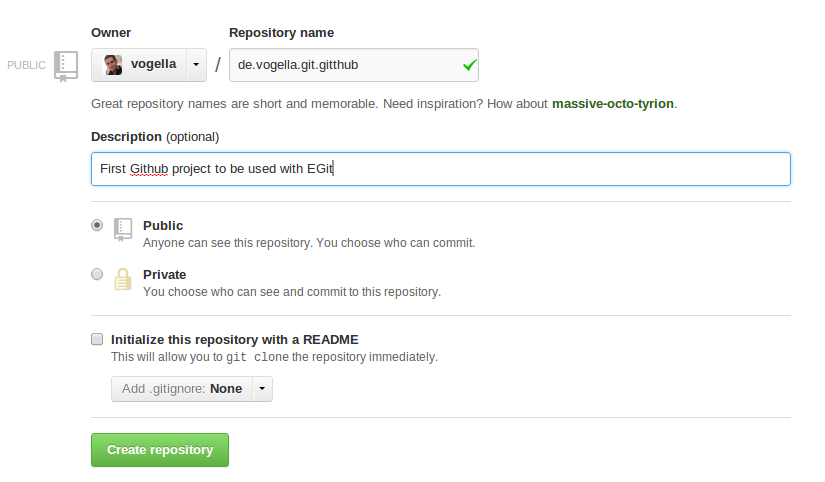 Owner Repository name
PUBLIC vogella / de.vogella.git.gitthub
Great repository names are short and memorable. Need inspiration? How about massive-octo-tyrion.
Description (optional)
First Github project to be used with EGit
Public
Anyone can see this repository. You choose who can commit.
Private
You choose who can see and commit to this repository.
Initialize this repository with a README
This will allow you to git clone the repository immediately.
Add .gitignore: None
Create repository